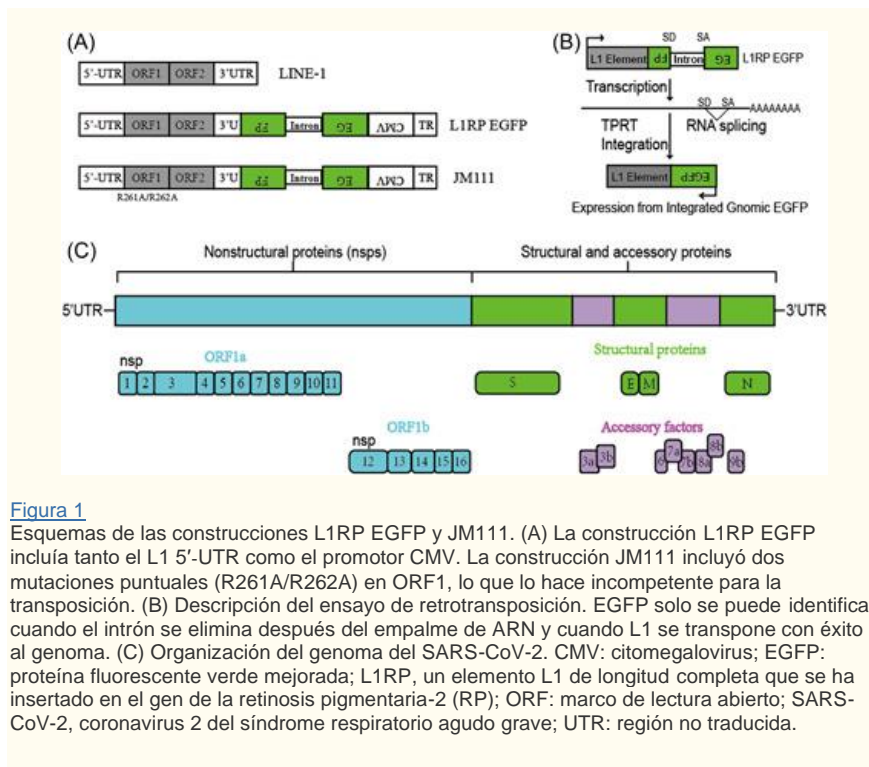 (A)
5'-UTR ORF1 ORF2 3'UTR LINE-1
5'-UTR ORF1 ORF2 3'U FP Intron EG CMV TR L1RP EGFP
5'-UTR ORF1 ORF2 3'U FP Intron EG CMV TR JM111
R261A/R262A
(B)
SD SA
L1 Element FP Intron EG L1RP EGFP
Transcription
SD SA AAAAAAAA
TPRT RNA splicing
Integration
L1 Element EGFP
Expression from Integrated Gnomic EGFP
(C)
Nonstructural proteins (nsps) Structural and accessory proteins
5'UTR 3'UTR
nsp ORF1a Structural proteins
1 2 3 4 5 6 7 8 9 10 11 S E M N
ORF1b Accessory factors
nsp
12 13 14 15 16 3a 3b 6 7a 7b 8a 8b 9b
Figura 1
Esquemas de las construcciones L1RP EGFP y JM111. (A) La construcción L1RP EGFP
incluía tanto el L1 5′-UTR como el promotor CMV. La construcción JM111 incluyó dos
mutaciones puntuales (R261A/R262A) en ORF1, lo que lo hace incompetente para la
transposición. (B) Descripción del ensayo de retrotransposición. EGFP solo se puede identifica
cuando el intrón se elimina después del empalme de ARN y cuando L1 se transpone con éxito
al genoma. (C) Organización del genoma del SARS-CoV-2. CMV: citomegalovirus; EGFP:
proteína fluorescente verde mejorada; L1RP, un elemento L1 de longitud completa que se ha
insertado en el gen de la retinosis pigmentaria-2 (RP); ORF: marco de lectura abierto; SARS-
CoV-2, coronavirus 2 del síndrome respiratorio agudo grave; UTR: región no traducida.